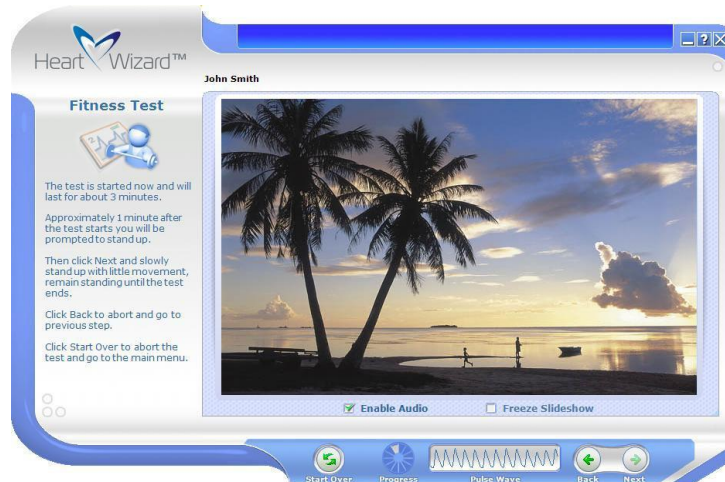 Heart Wizard™
John Smith
Fitness Test
The test is started now and will
last for about 3 minutes.
Approximately 1 minute after
the test starts you will be
prompted to stand up.
Then click Next and slowly
stand up with little movement,
remain standing until the test
ends.
Click Back to abort and go to
previous step.
Click Start Over to abort the
test and go to the main menu.
Enable Audio
Freeze Slideshow
Start Over
Progress
Pulse Wave
Back
Next